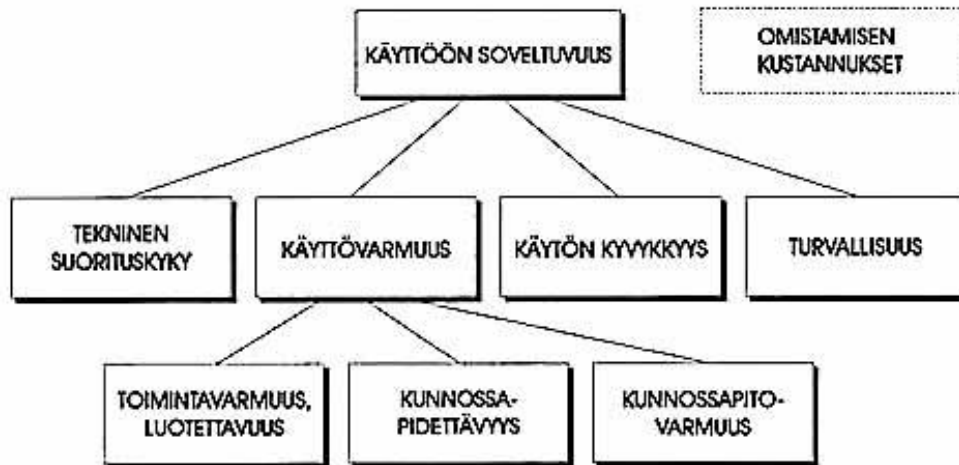 KÄYTTÖÖN SOVELTUVUUS
OMISTAMISEN
KUSTANNUKSET
TEKNINEN
SUORITUSKYKY
KÄYTTÖVARMUUS
KÄYTÖN KYVYKKYYS
TURVALLISUUS
TOIMINTAVARMUUS,
LUOTETTAVUUS
KUNNOSSA-
PIDETTÄVYYS
KUNNOSSAPITO-
VARMUUS